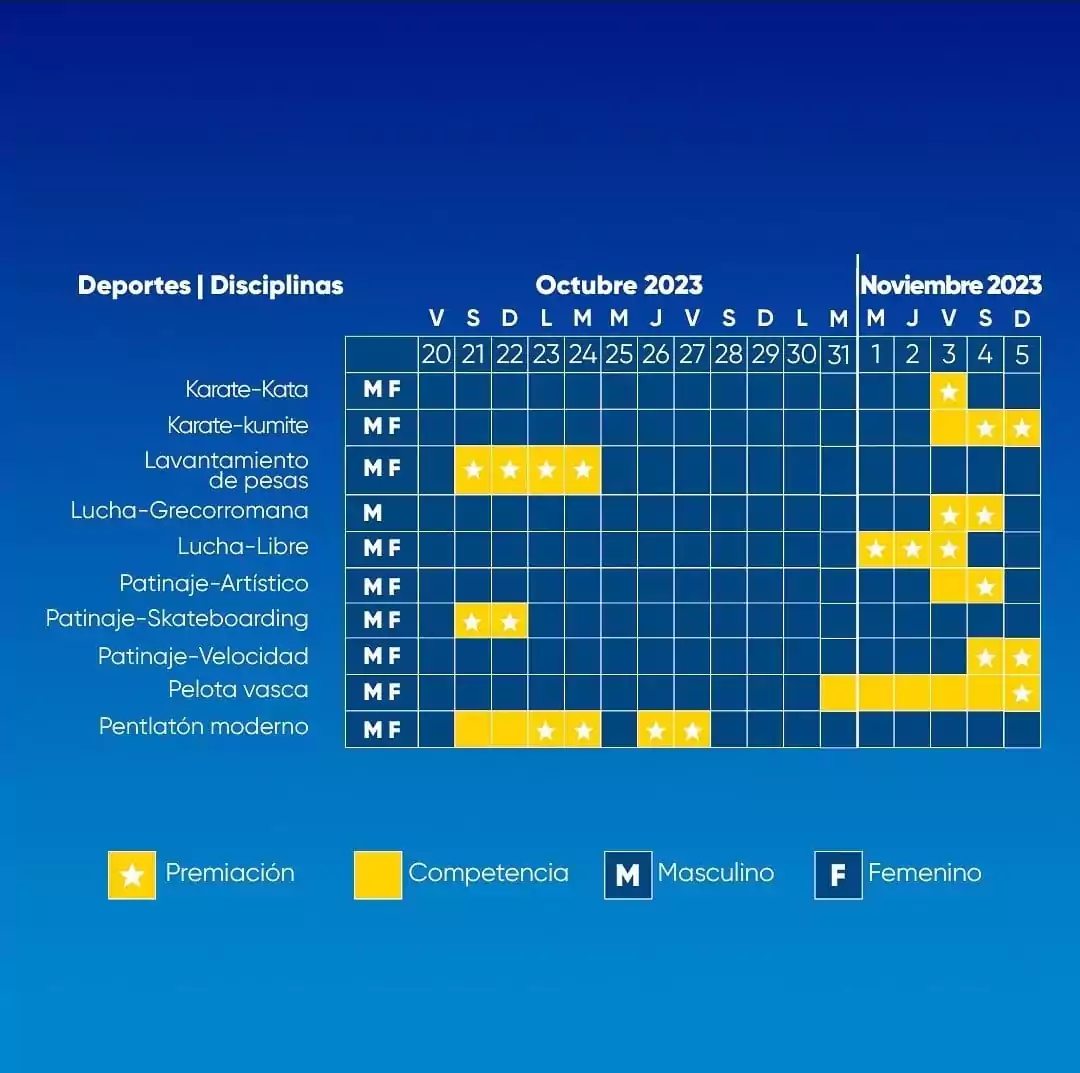 Deportes | Disciplinas Octubre 2023 Noviembre 2023
V S D L M M J V S D L M M J V S D
20 21 22 23 24 25 26 27 28 29 30 31 1 2 3 4 5
Karate-Kata M F
Karate-kumite M F
Lavantamiento
de pesas M F
Lucha-Grecorromana M
Lucha-Libre M F
Patinaje-Artístico M F
Patinaje-Skateboarding M F
Patinaje-Velocidad M F
Pelota vasca M F
Pentlatón moderno M F
Premiación Competencia M Masculino F Femenino